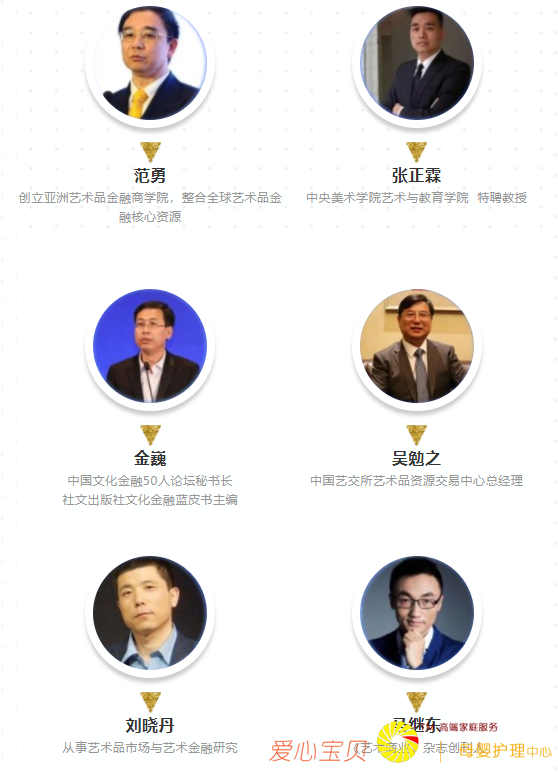 范勇
创立亚洲艺术品金融商学院，整合全球艺术品金
融核心资源
张正霖
中央美术学院艺术与教育学院 特聘教授
金巍
中国文化金融50人论坛秘书长
社文出版社文化金融蓝皮书主编
吴勉之
中国艺交所艺术品资源交易中心总经理
刘晓丹
从事艺术品市场与艺术金融研究
马继东
《艺术商业》杂志创刊人
高端家庭服务
爱心宝贝
母婴护理中心